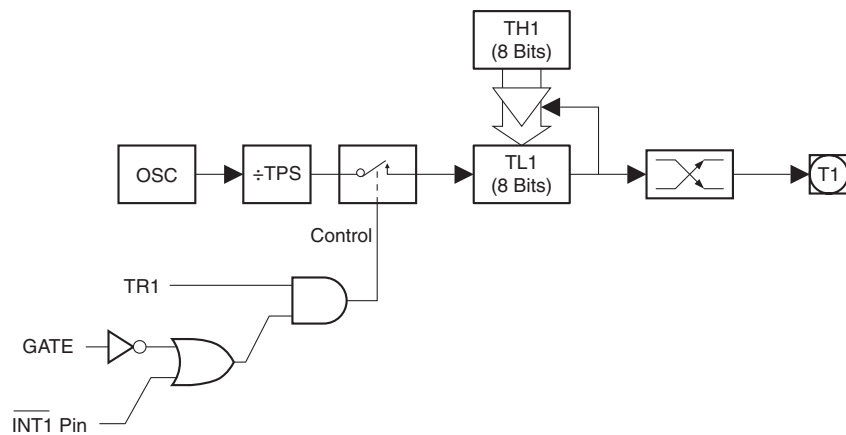 TH1
(8 Bits)
OSC
÷TPS
TL1
(8 Bits)
T1
Control
TR1
GATE
INT1 Pin